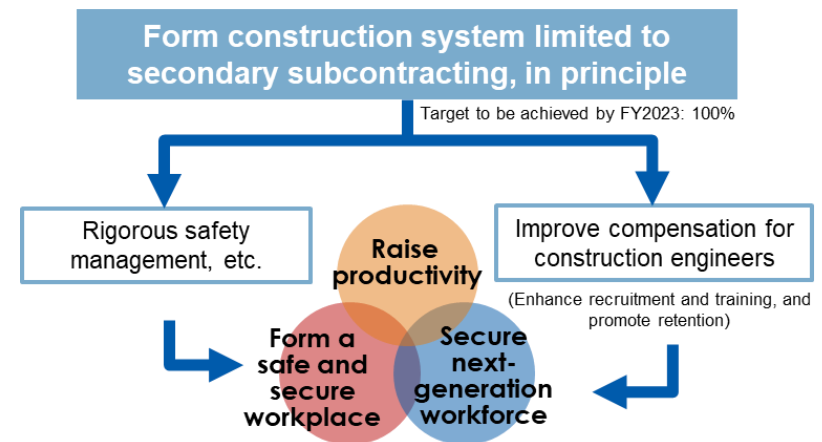 Form construction system limited to
secondary subcontracting, in principle
Target to be achieved by FY2023: 100%
Rigorous safety
management, etc.
Improve compensation for
construction engineers
(Enhance recruitment and training, and
promote retention)
Raise
productivity
Form a
safe and
secure
workplace
Secure
next-
generation
workforce